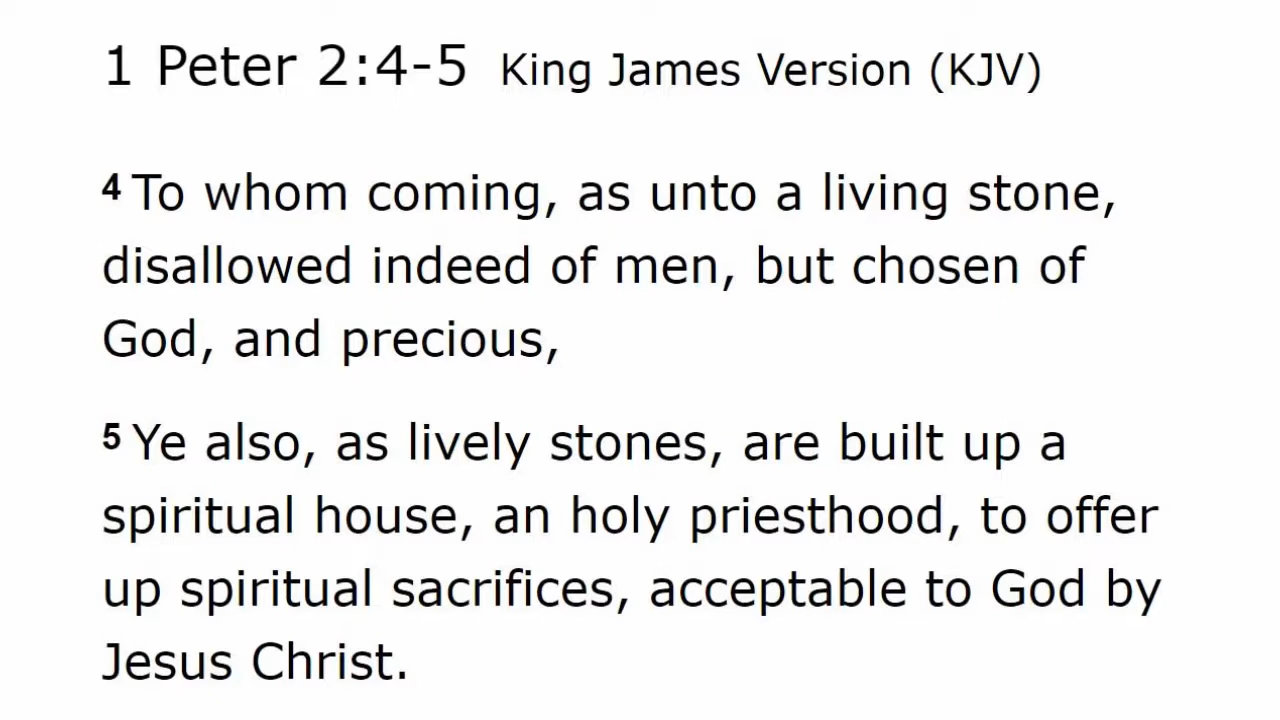 1 Peter 2:4-5 King James Version (KJV)
4 To whom coming, as unto a living stone,
disallowed indeed of men, but chosen of
God, and precious,
5 Ye also, as lively stones, are built up a
spiritual house, an holy priesthood, to offer
up spiritual sacrifices, acceptable to God by
Jesus Christ.